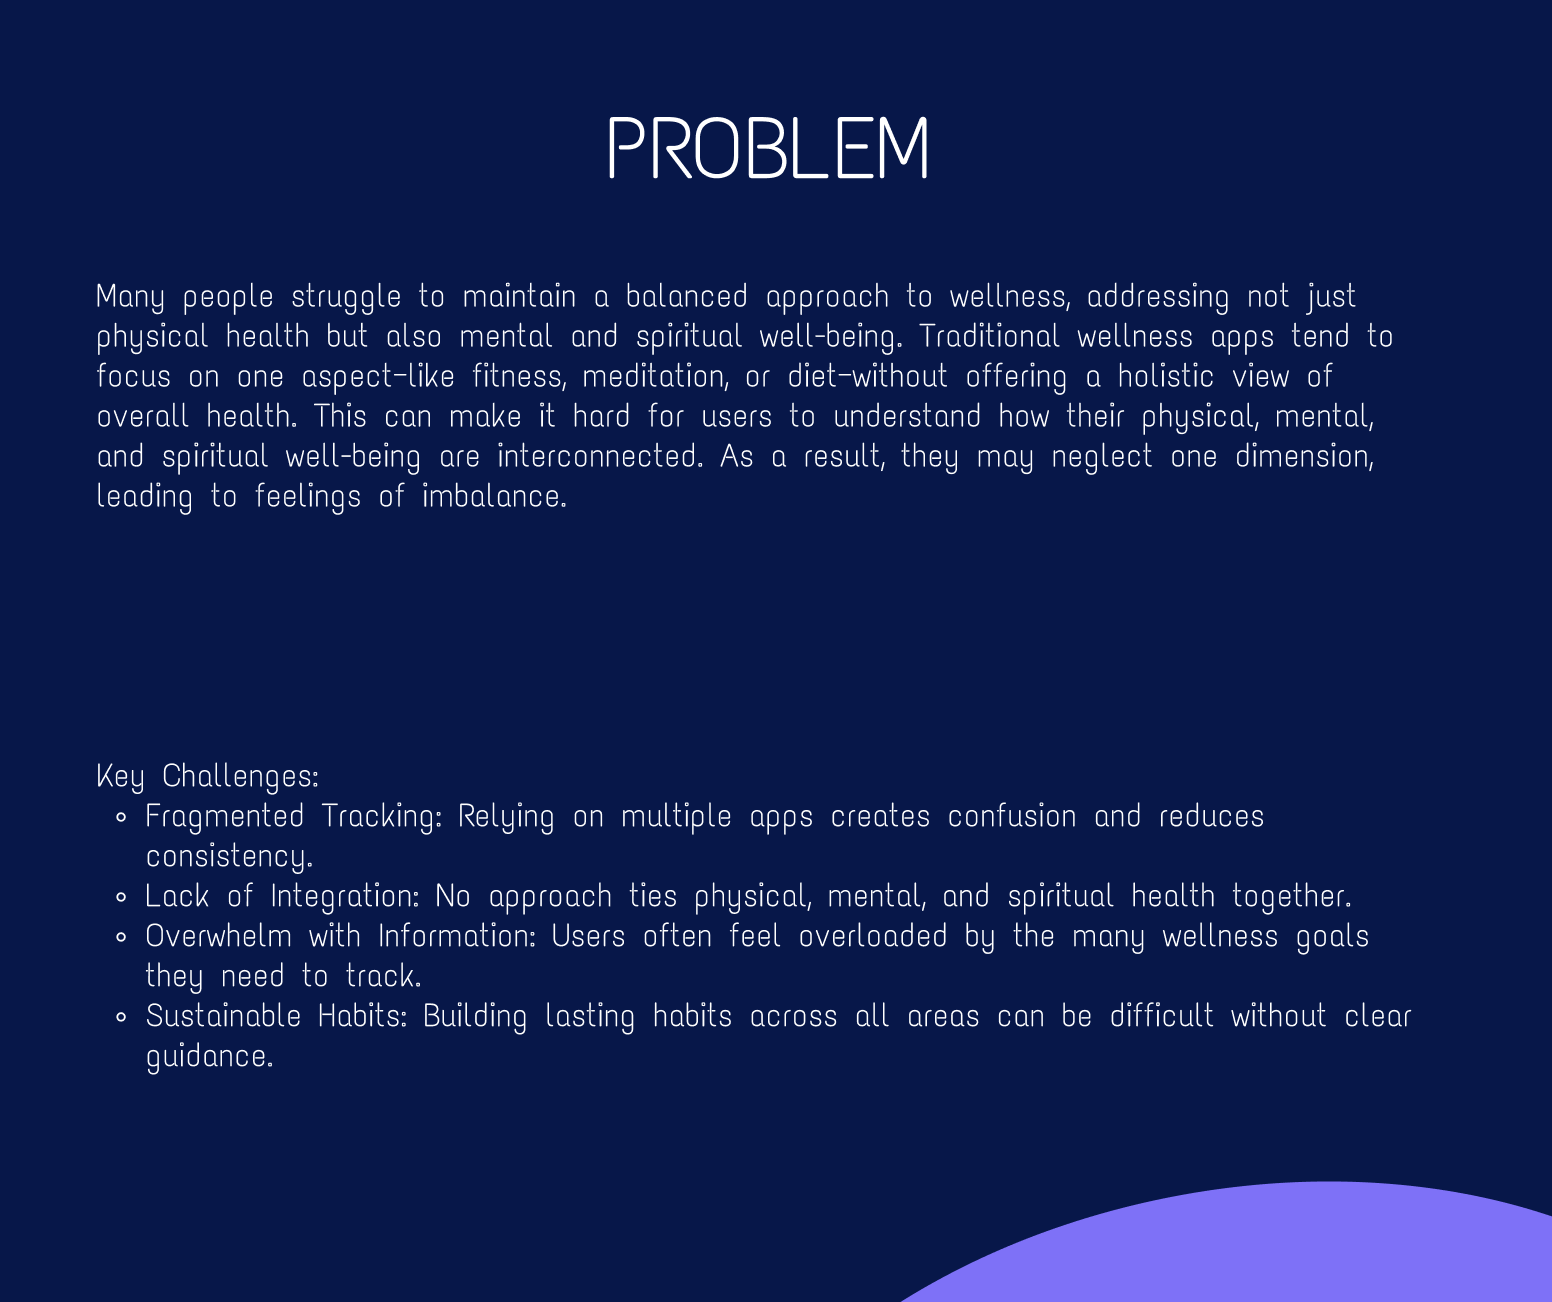 PROBLEM
Many people struggle to maintain a balanced approach to wellness, addressing not just
physical health but also mental and spiritual well-being. Traditional wellness apps tend to
focus on one aspect—like fitness, meditation, or diet—without offering a holistic view of
overall health. This can make it hard for users to understand how their physical, mental,
and spiritual well-being are interconnected. As a result, they may neglect one dimension,
leading to feelings of imbalance.
Key Challenges:
◦ Fragmented Tracking: Relying on multiple apps creates confusion and reduces
consistency.
◦ Lack of Integration: No approach ties physical, mental, and spiritual health together.
◦ Overwhelm with Information: Users often feel overloaded by the many wellness goals
they need to track.
◦ Sustainable Habits: Building lasting habits across all areas can be difficult without clear
guidance.